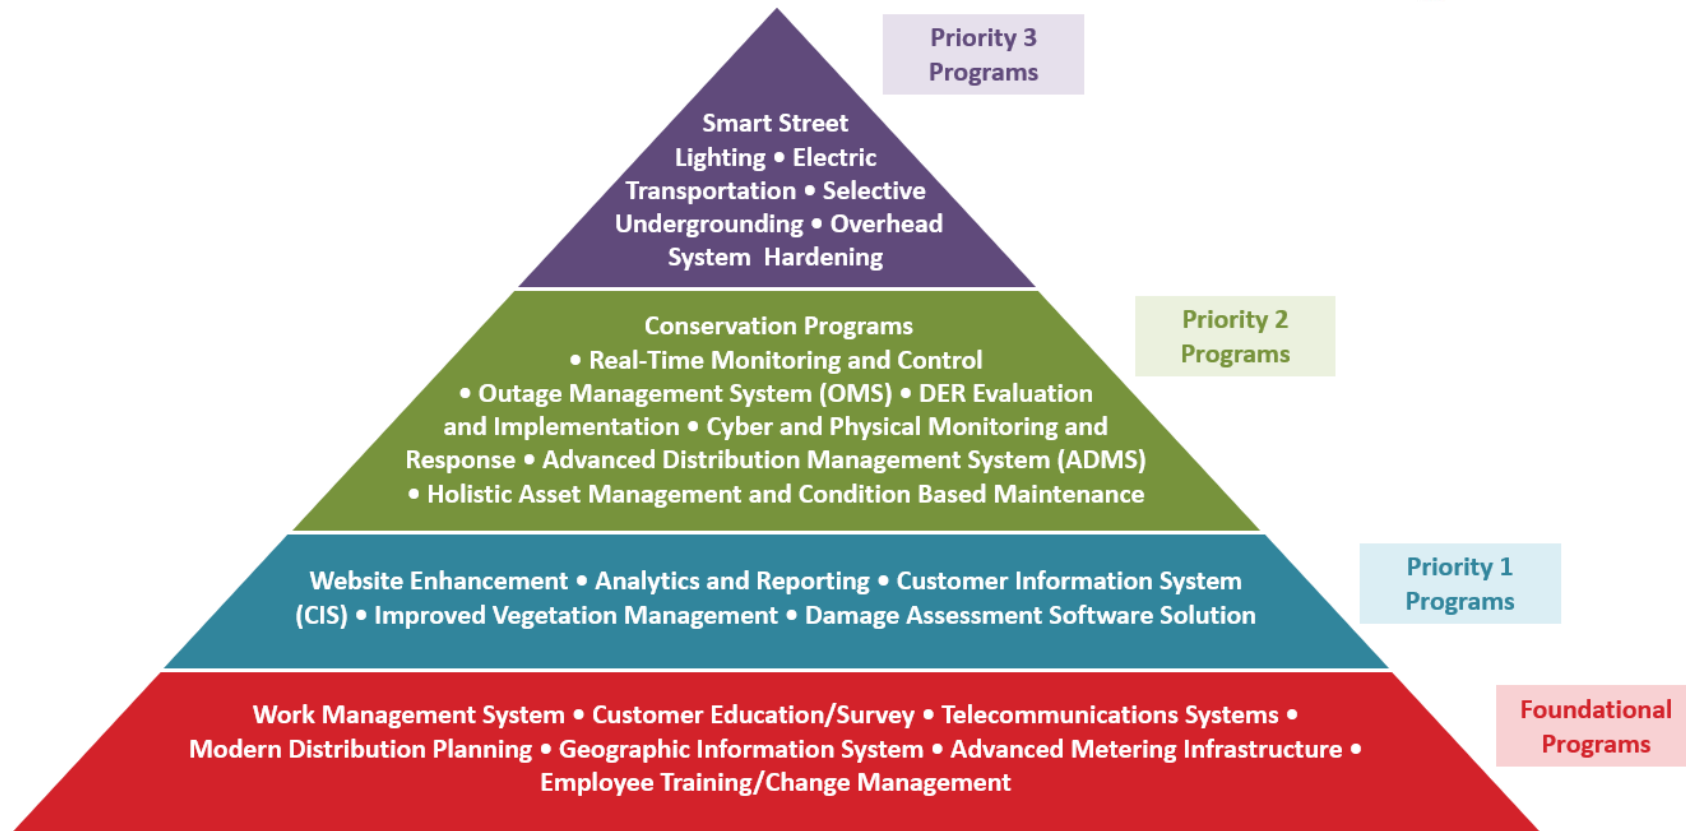 Priority 3
Programs
Smart Street
Lighting • Electric
Transportation • Selective
Undergrounding • Overhead
System  Hardening
Priority 2
Programs
Conservation Programs
• Real-Time Monitoring and Control
• Outage Management System (OMS) • DER Evaluation
and Implementation • Cyber and Physical Monitoring and
Response • Advanced Distribution Management System (ADMS)
• Holistic Asset Management and Condition Based Maintenance
Priority 1
Programs
Website Enhancement • Analytics and Reporting • Customer Information System
(CIS) • Improved Vegetation Management • Damage Assessment Software Solution
Foundational
Programs
Work Management System • Customer Education/Survey • Telecommunications Systems •
Modern Distribution Planning • Geographic Information System • Advanced Metering Infrastructure •
Employee Training/Change Management